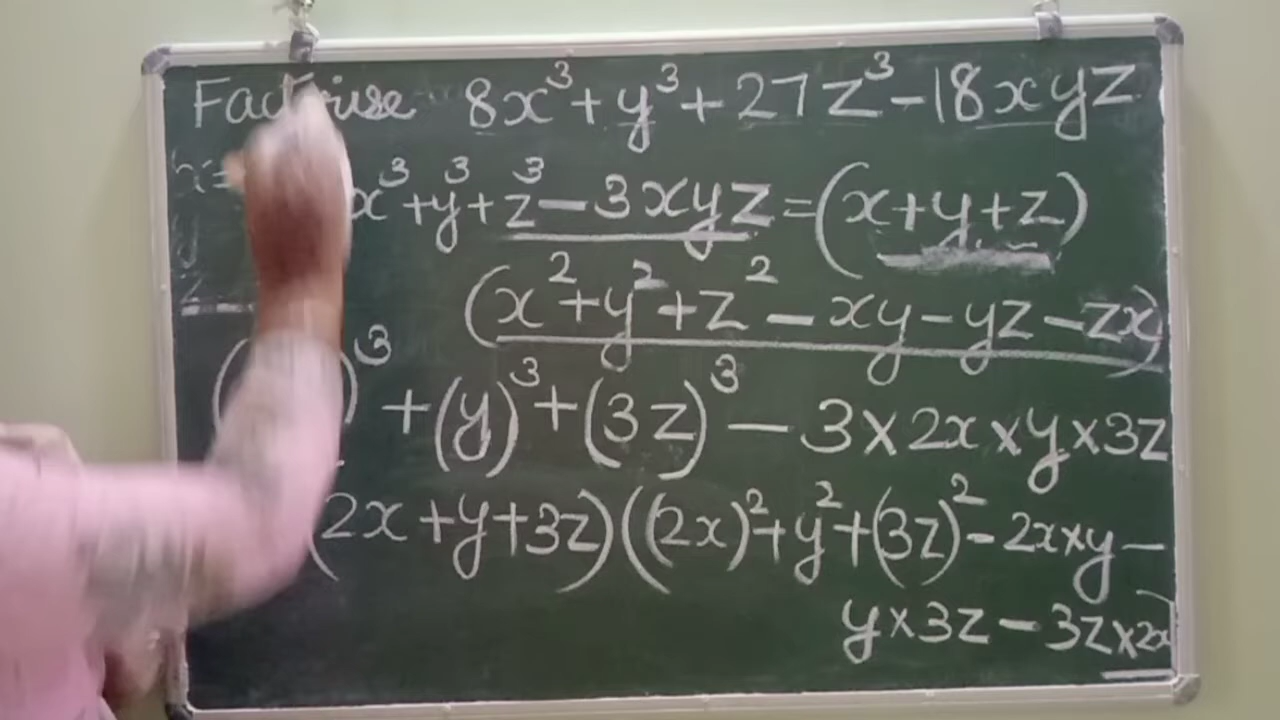 Factorise 8x³+y³+27z³-18xyz
x³+y³+z³-3xyz=(x+y+z)
x=
y
z
(x²+y²+z²-xy-yz-zx)
( )³+(y)³+(3z)³-3×2x×y×3z
(2x+y+3z)((2x)²+y²+(3z)²-2x×y-
y×3z-3z×2x)